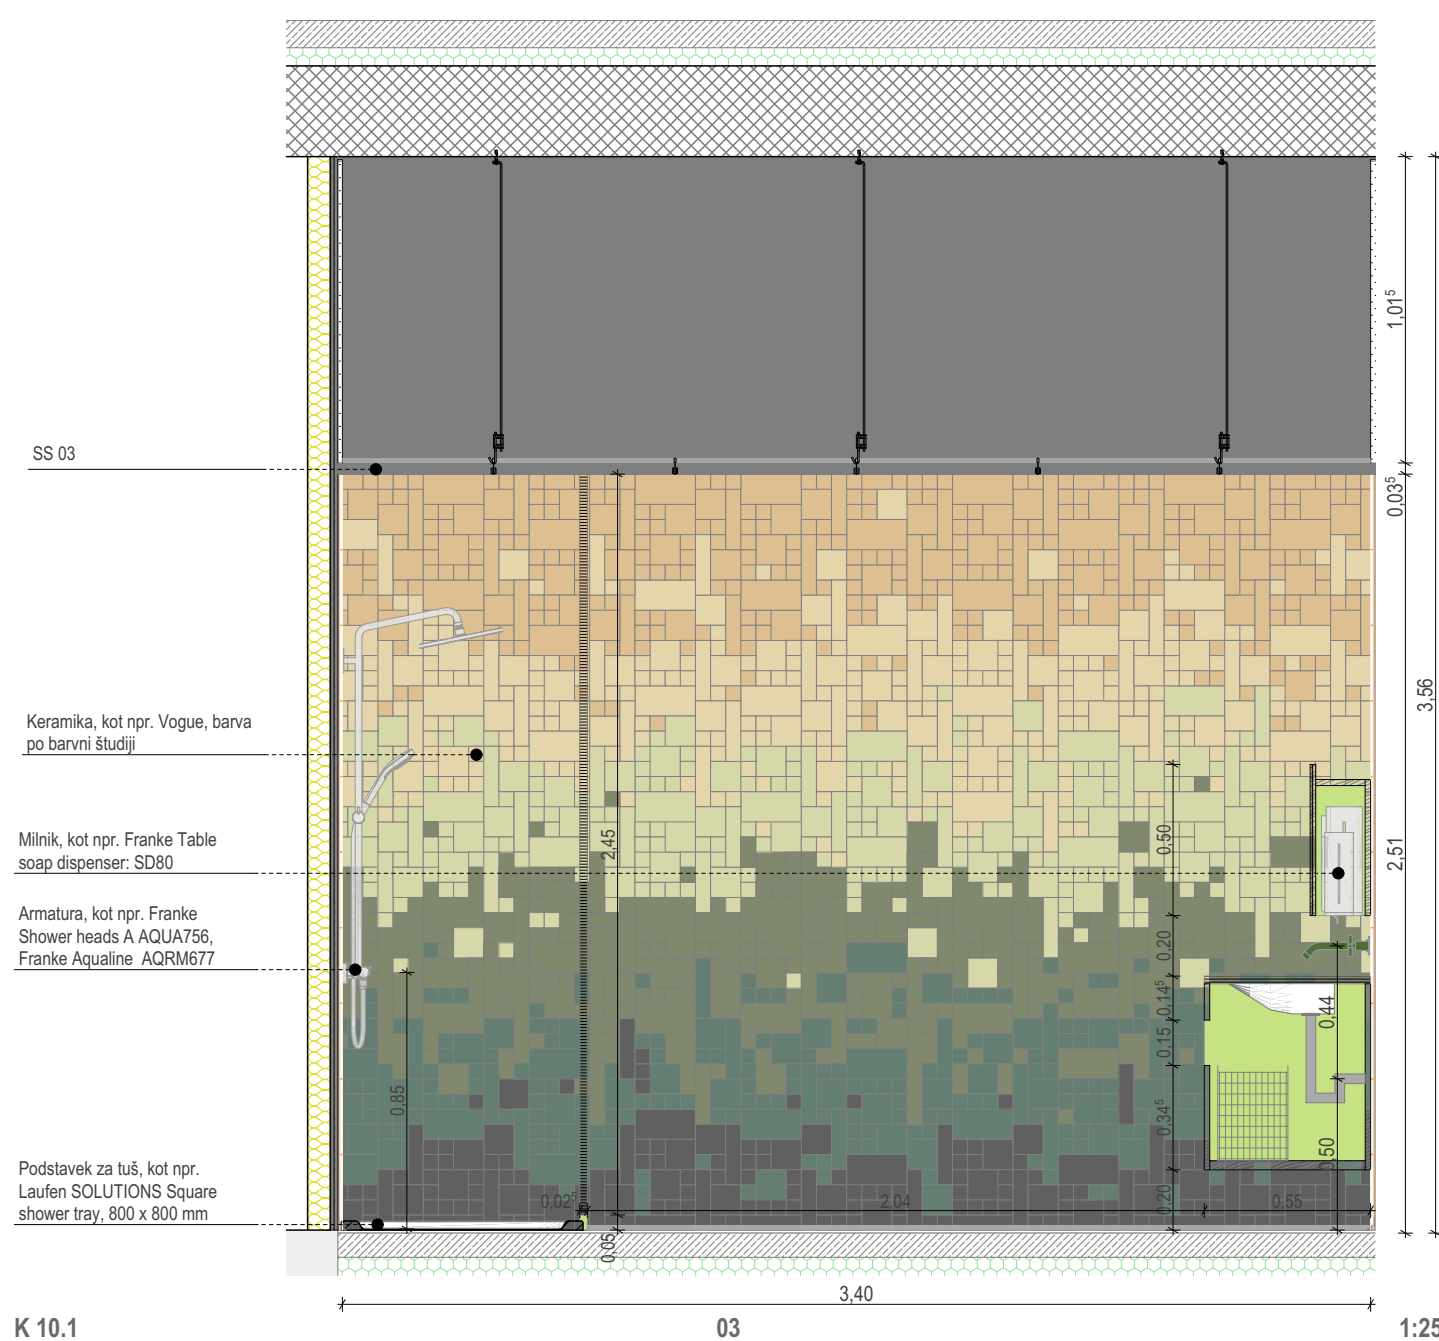 SS 03
Keramika, kot npr. Vogue, barva
po barvni študiji
Milnik, kot npr. Franke Table
soap dispenser: SD80
Armatura, kot npr. Franke
Shower heads A AQUA756,
Franke Aqualine  AQRM677
Podstavek za tuš, kot npr.
Laufen SOLUTIONS Square
shower tray, 800 x 800 mm
1,01⁵
0,03⁵
3,56
2,51
2,45
0,50
0,20
0,14⁵
0,15
0,34⁵
0,20
0,44
0,50
0,85
0,02⁵
2,04
0,55
0,05
3,40
K 10.1
03
1:25